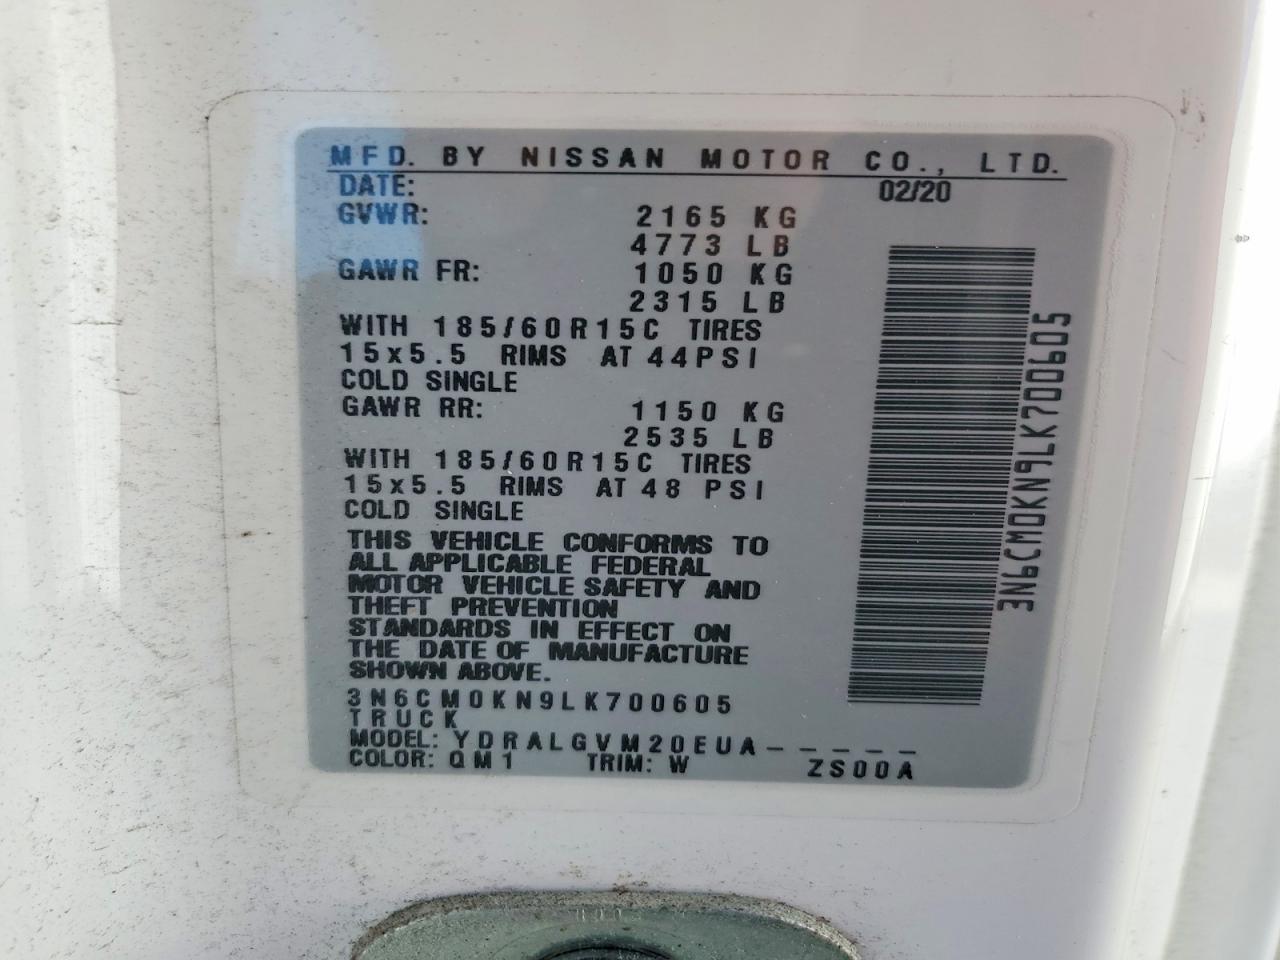 MFD. BY NISSAN MOTOR CO., LTD.
DATE: 02/20
GVWR: 2165 KG
4773 LB
GAWR FR: 1050 KG
2315 LB
WITH 185/60R15C TIRES
15x5.5 RIMS AT 44PSI
COLD SINGLE
GAWR RR: 1150 KG
2535 LB
WITH 185/60R15C TIRES
15x5.5 RIMS AT 48 PSI
COLD SINGLE
THIS VEHICLE CONFORMS TO
ALL APPLICABLE FEDERAL
MOTOR VEHICLE SAFETY AND
THEFT PREVENTION
STANDARDS IN EFFECT ON
THE DATE OF MANUFACTURE
SHOWN ABOVE.
3N6CM0KN9LK700605
TRUCK
MODEL: YDRALGVM20EUA-----
COLOR: QM1 TRIM: W ZS00A
3N6CM0KN9LK700605